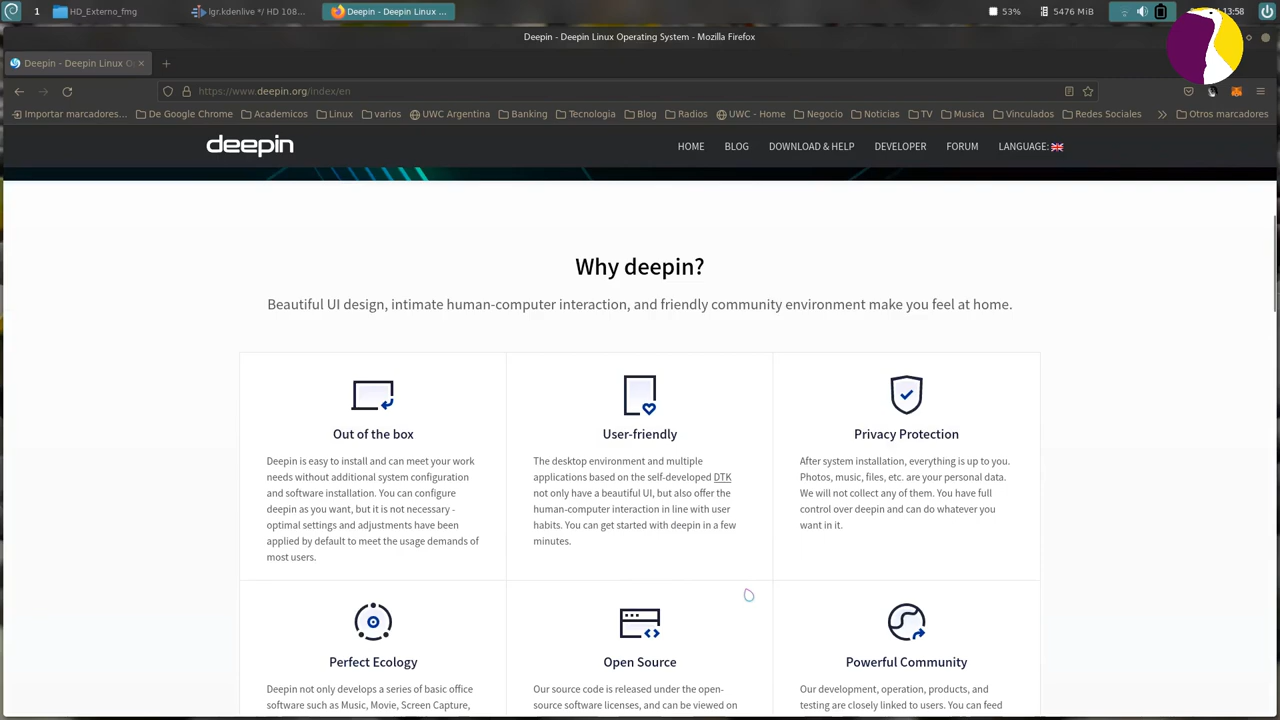 1
HD_Externo_fmg
lgr.kdenlive */ HD 108...
Deepin - Deepin Linux ...
53%
5476 MiB
13:58
Deepin - Deepin Linux Operating System - Mozilla Firefox
Deepin - Deepin Linux O
https://www.deepin.org/index/en
Importar marcadores...
De Google Chrome
Academicos
Linux
varios
UWC Argentina
Banking
Tecnologia
Blog
Radios
UWC - Home
Negocio
Noticias
TV
Musica
Vinculados
Redes Sociales
Otros marcadores
deepin
HOME
BLOG
DOWNLOAD & HELP
DEVELOPER
FORUM
LANGUAGE:
Why deepin?
Beautiful UI design, intimate human-computer interaction, and friendly community environment make you feel at home.
Out of the box
Deepin is easy to install and can meet your work
needs without additional system configuration
and software installation. You can configure
deepin as you want, but it is not necessary -
optimal settings and adjustments have been
applied by default to meet the usage demands of
most users.
User-friendly
The desktop environment and multiple
applications based on the self-developed DTK
not only have a beautiful UI, but also offer the
human-computer interaction in line with user
habits. You can get started with deepin in a few
minutes.
Privacy Protection
After system installation, everything is up to you.
Photos, music, files, etc. are your personal data.
We will not collect any of them. You have full
control over deepin and can do whatever you
want in it.
Perfect Ecology
Deepin not only develops a series of basic office
software such as Music, Movie, Screen Capture,
Open Source
Our source code is released under the open-
source software licenses, and can be viewed on
Powerful Community
Our development, operation, products, and
testing are closely linked to users. You can feed